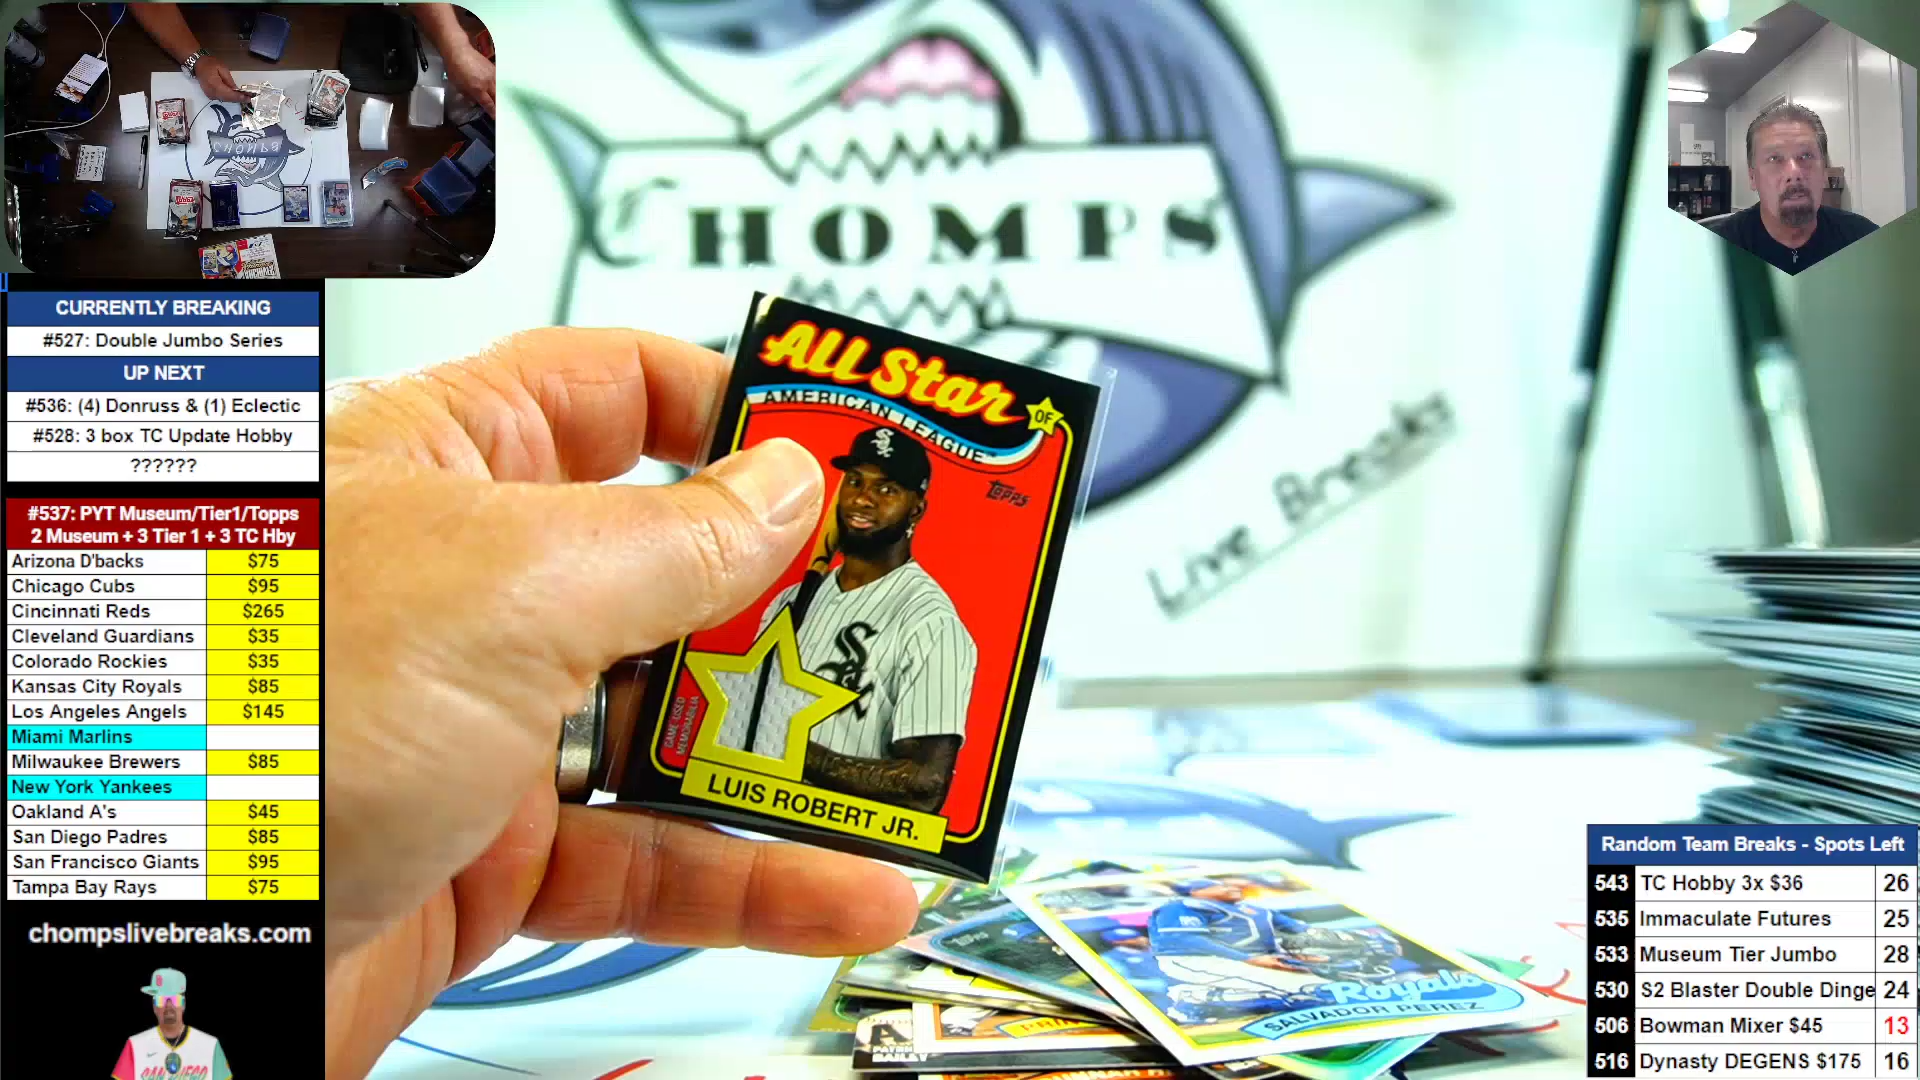 CURRENTLY BREAKING
#527: Double Jumbo Series
UP NEXT
#536: (4) Donruss & (1) Eclectic
#528: 3 box TC Update Hobby
??????
#537: PYT Museum/Tier1/Topps
2 Museum + 3 Tier 1 + 3 TC Hby
Arizona D'backs $75
Chicago Cubs $95
Cincinnati Reds $265
Cleveland Guardians $35
Colorado Rockies $35
Kansas City Royals $85
Los Angeles Angels $145
Miami Marlins
Milwaukee Brewers $85
New York Yankees
Oakland A's $45
San Diego Padres $85
San Francisco Giants $95
Tampa Bay Rays $75
chompslivebreaks.com
SAN DIEGO
CHOMPS
CHOMPS
Live Breaks
All Star
AMERICAN LEAGUE
OF
TOPPS
Sox
Sox
GAME-USED
MEMORABILIA
LUIS ROBERT JR.
Royals
SALVADOR PEREZ
BAILEY
Random Team Breaks - Spots Left
543 TC Hobby 3x $36 26
535 Immaculate Futures 25
533 Museum Tier Jumbo 28
530 S2 Blaster Double Dinge 24
506 Bowman Mixer $45 13
516 Dynasty DEGENS $175 16